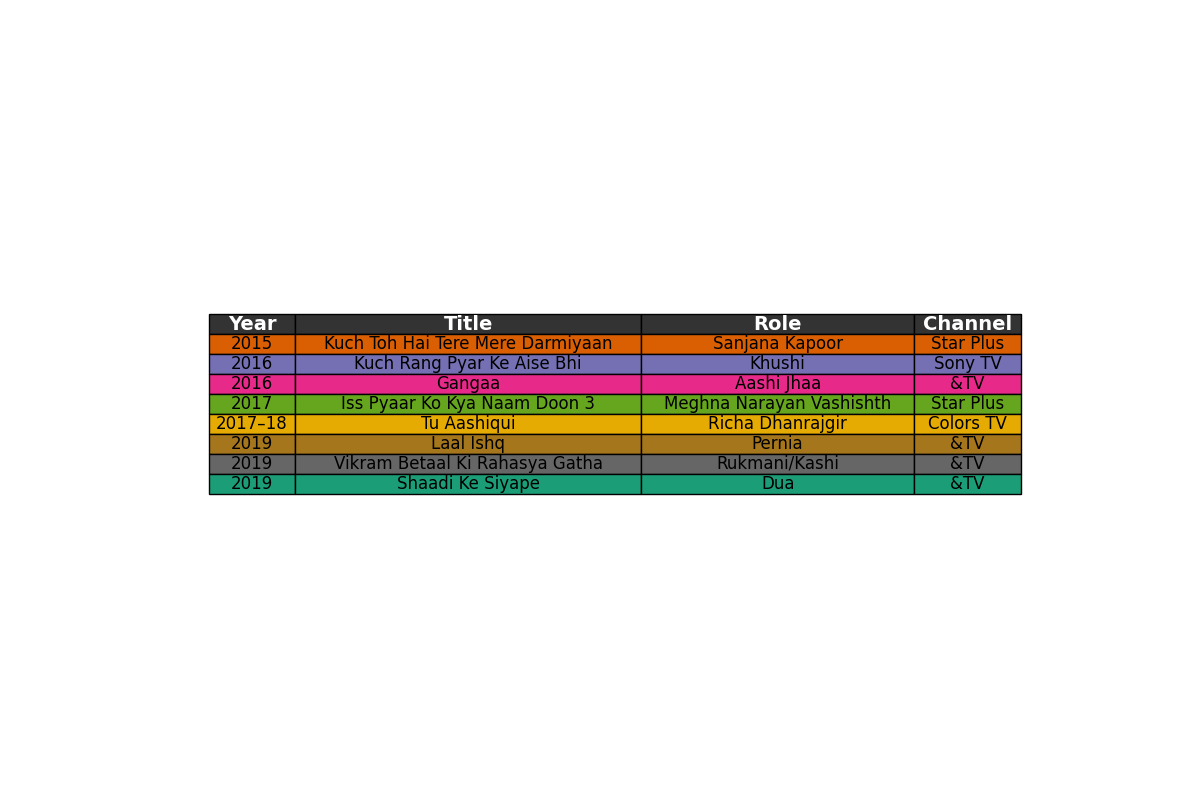 Year Title Role Channel
2015 Kuch Toh Hai Tere Mere Darmiyaan Sanjana Kapoor Star Plus
2016 Kuch Rang Pyar Ke Aise Bhi Khushi Sony TV
2016 Gangaa Aashi Jhaa &TV
2017 Iss Pyaar Ko Kya Naam Doon 3 Meghna Narayan Vashishth Star Plus
2017–18 Tu Aashiqui Richa Dhanrajgir Colors TV
2019 Laal Ishq Pernia &TV
2019 Vikram Betaal Ki Rahasya Gatha Rukmani/Kashi &TV
2019 Shaadi Ke Siyape Dua &TV